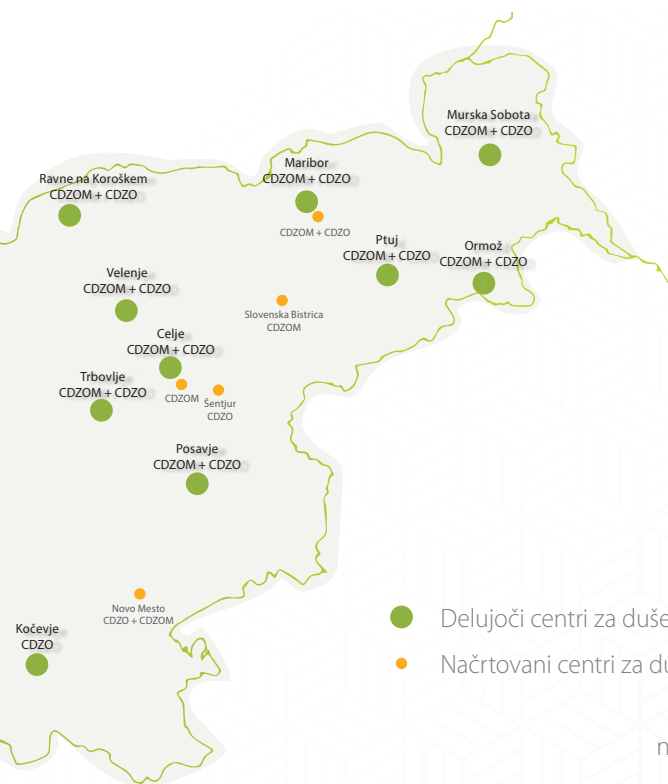 Murska Sobota
CDZOM + CDZO
Maribor
CDZOM + CDZO
CDZOM + CDZO
Ravne na Koroškem
CDZOM + CDZO
Ptuj
CDZOM + CDZO
Ormož
CDZOM + CDZO
Velenje
CDZOM + CDZO
Slovenska Bistrica
CDZOM
Celje
CDZOM + CDZO
CDZOM
Šentjur
CDZO
Trbovlje
CDZOM + CDZO
Posavje
CDZOM + CDZO
Novo Mesto
CDZO + CDZOM
Kočevje
CDZO
Delujoči centri za duše
Načrtovani centri za du
n